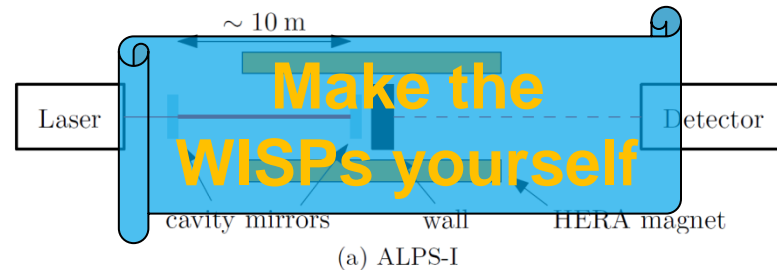 ~ 10 m
Make the
Laser
Detector
WISPs yourself
cavity mirrors
wall
HERA magnet
(a) ALPS-I